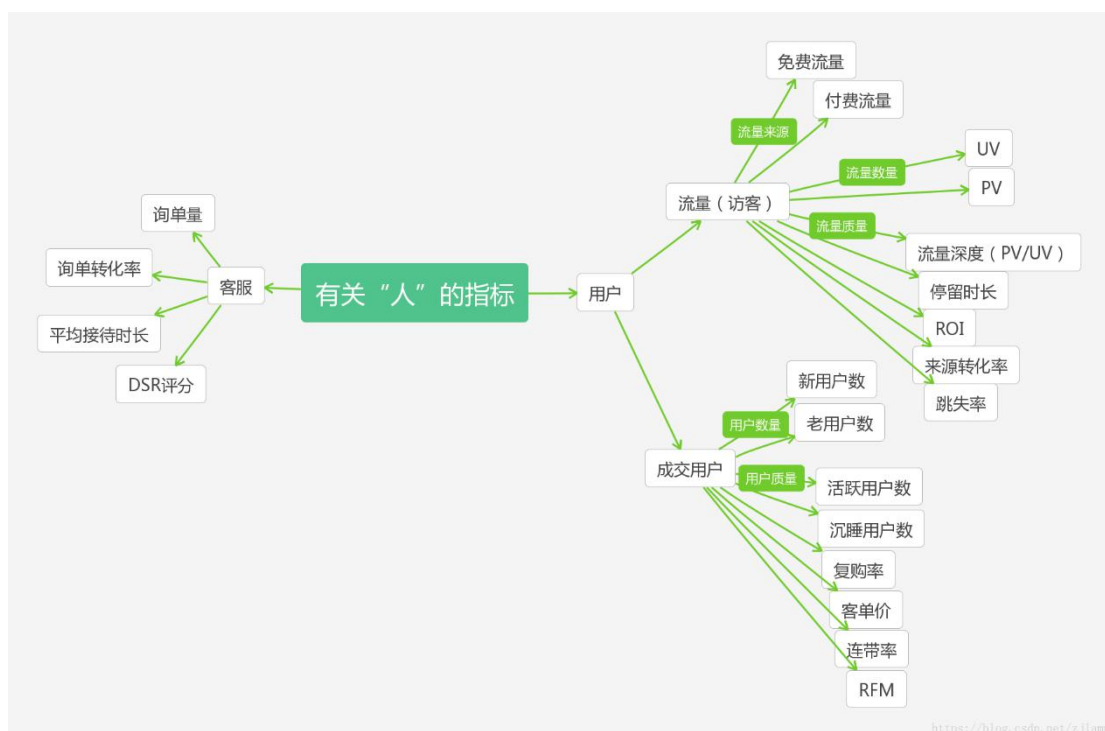 免费流量
付费流量
流量来源
UV
流量数量
PV
流量（访客）
询单量
流量质量
流量深度（PV/UV）
询单转化率
客服
有关“人”的指标
用户
停留时长
平均接待时长
ROI
来源转化率
DSR评分
新用户数
跳失率
用户数量
老用户数
成交用户
用户质量
活跃用户数
沉睡用户数
复购率
客单价
连带率
RFM